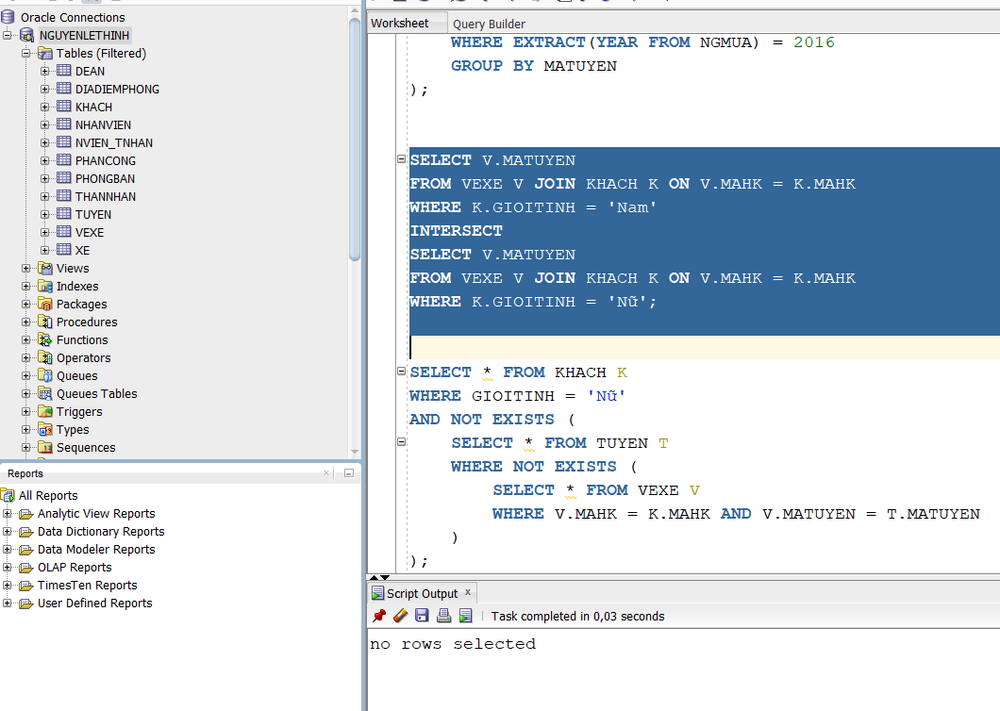 Oracle Connections
NGUYENLETHINH
Tables (Filtered)
DEAN
DIADIEMPHONG
KHACH
NHANVIEN
NVIEN_TNHAN
PHANCONG
PHONGBAN
THANNHAN
TUYEN
VEXE
XE
Views
Indexes
Packages
Procedures
Functions
Operators
Queues
Queues Tables
Triggers
Types
Sequences
Reports
All Reports
Analytic View Reports
Data Dictionary Reports
Data Modeler Reports
OLAP Reports
TimesTen Reports
User Defined Reports
Worksheet Query Builder
WHERE EXTRACT(YEAR FROM NGMUA) = 2016
GROUP BY MATUYEN
);
SELECT V.MATUYEN
FROM VEXE V JOIN KHACH K ON V.MAHK = K.MAHK
WHERE K.GIOITINH = 'Nam'
INTERSECT
SELECT V.MATUYEN
FROM VEXE V JOIN KHACH K ON V.MAHK = K.MAHK
WHERE K.GIOITINH = 'Nữ';
SELECT * FROM KHACH K
WHERE GIOITINH = 'Nữ'
AND NOT EXISTS (
SELECT * FROM TUYEN T
WHERE NOT EXISTS (
SELECT * FROM VEXE V
WHERE V.MAHK = K.MAHK AND V.MATUYEN = T.MATUYEN
)
);
Script Output
Task completed in 0,03 seconds
no rows selected